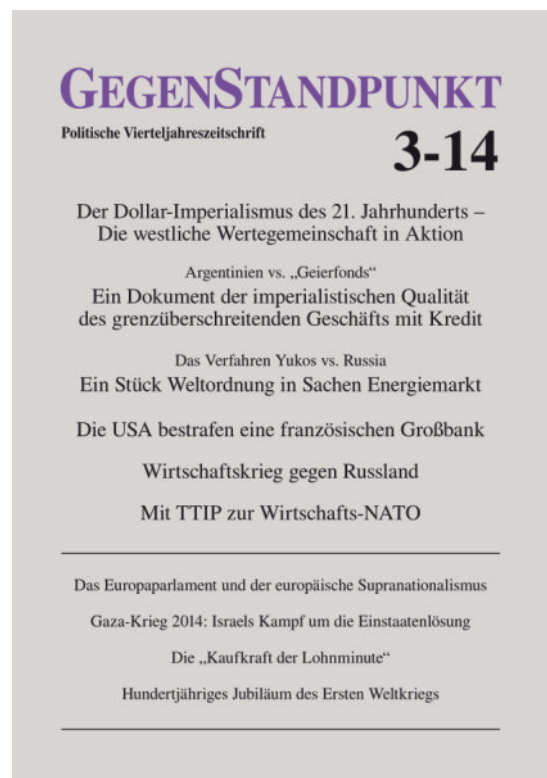 GEGENSTANDPUNKT
Politische Vierteljahreszeitschrift
3-14
Der Dollar-Imperialismus des 21. Jahrhunderts –
Die westliche Wertegemeinschaft in Aktion
Argentinien vs. „Geierfonds“
Ein Dokument der imperialistischen Qualität
des grenzüberschreitenden Geschäfts mit Kredit
Das Verfahren Yukos vs. Russia
Ein Stück Weltordnung in Sachen Energiemarkt
Die USA bestrafen eine französischen Großbank
Wirtschaftskrieg gegen Russland
Mit TTIP zur Wirtschafts-NATO
Das Europaparlament und der europäische Supranationalismus
Gaza-Krieg 2014: Israels Kampf um die Einstaatenlösung
Die „Kaufkraft der Lohnminute“
Hundertjähriges Jubiläum des Ersten Weltkriegs